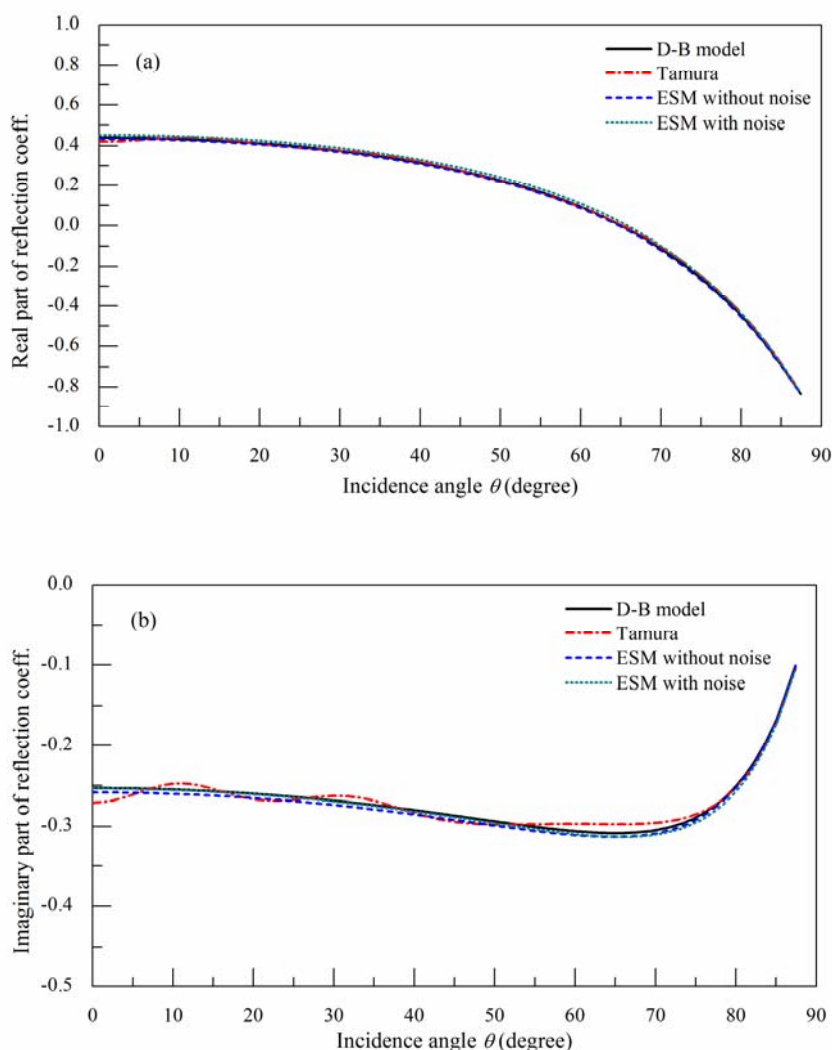 1.0
0.8
0.6
0.4
0.2
0.0
-0.2
-0.4
-0.6
-0.8
-1.0
Real part of reflection coeff.
(a)
D-B model
Tamura
ESM without noise
ESM with noise
0 10 20 30 40 50 60 70 80 90
Incidence angle θ (degree)
0.0
-0.1
-0.2
-0.3
-0.4
-0.5
Imaginary part of reflection coeff.
(b)
D-B model
Tamura
ESM without noise
ESM with noise
0 10 20 30 40 50 60 70 80 90
Incidence angle θ (degree)